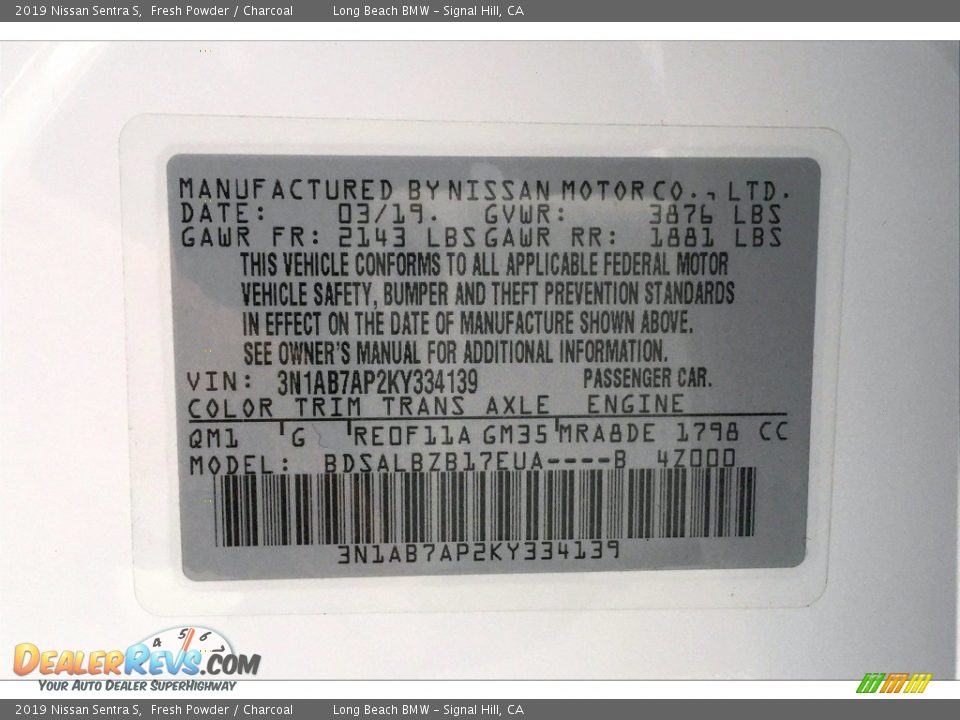 2019 Nissan Sentra S,  Fresh Powder / Charcoal        Long Beach BMW - Signal Hill, CA
MANUFACTURED BY NISSAN MOTOR CO., LTD.
DATE: 03/19. GVWR: 3876 LBS
GAWR FR: 2143 LBS GAWR RR: 1881 LBS
THIS VEHICLE CONFORMS TO ALL APPLICABLE FEDERAL MOTOR
VEHICLE SAFETY, BUMPER AND THEFT PREVENTION STANDARDS
IN EFFECT ON THE DATE OF MANUFACTURE SHOWN ABOVE.
SEE OWNER'S MANUAL FOR ADDITIONAL INFORMATION.
VIN: 3N1AB7AP2KY334139 PASSENGER CAR.
COLOR TRIM TRANS AXLE ENGINE
QM1 G RE0F11A GM35 MRA8DE 1798 CC
MODEL: BDSALBZB17EUA----B 4Z000
3N1AB7AP2KY334139
4 5 6 7
DEALERREVS.COM
YOUR AUTO DEALER SUPERHIGHWAY
2019 Nissan Sentra S,  Fresh Powder / Charcoal        Long Beach BMW - Signal Hill, CA